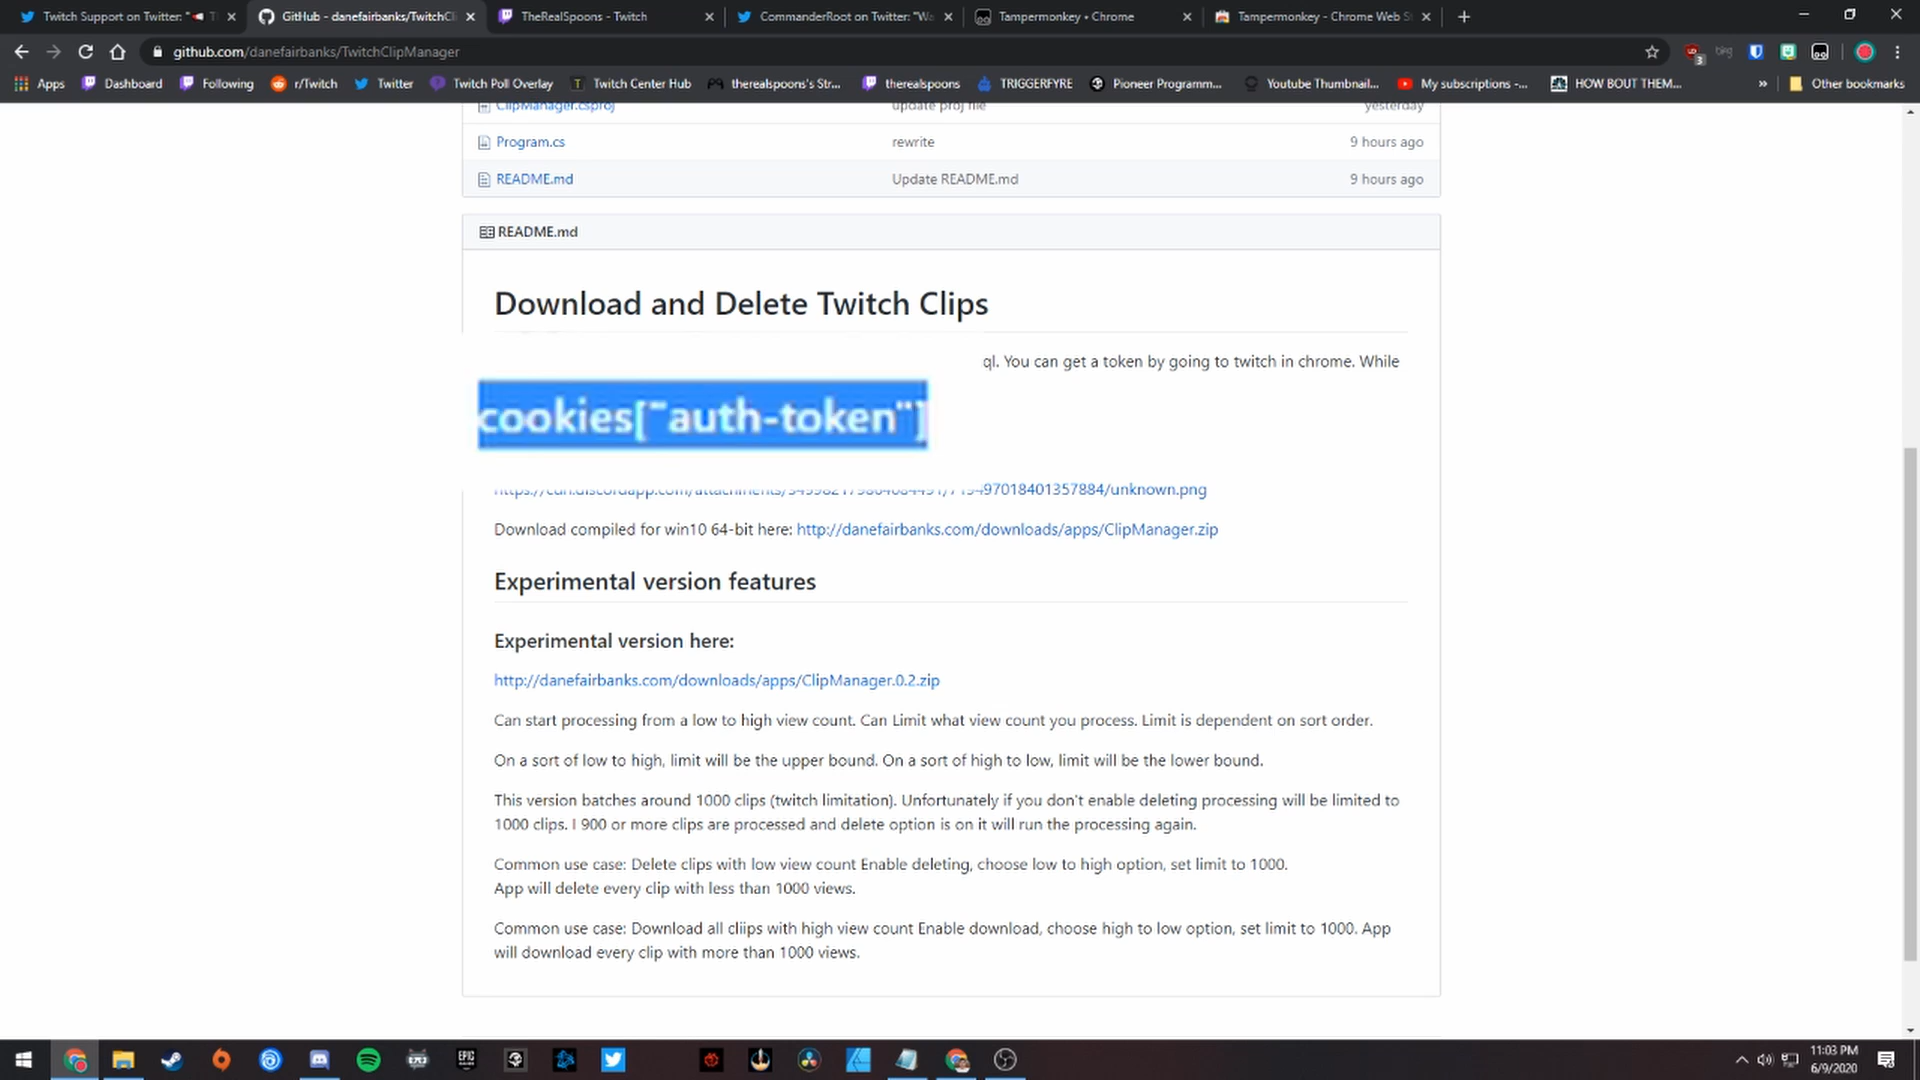 Twitch Support on Twitter: "
GitHub - danefairbanks/TwitchCl
TheRealSpoons - Twitch
CommanderRoot on Twitter: "Wa
Tampermonkey • Chrome
Tampermonkey - Chrome Web S
github.com/danefairbanks/TwitchClipManager
Apps
Dashboard
Following
r/Twitch
Twitter
Twitch Poll Overlay
Twitch Center Hub
therealspoons's Str...
therealspoons
TRIGGERFYRE
Pioneer Programm...
Youtube Thumbnail...
My subscriptions -...
HOW BOUT THEM...
»
Other bookmarks
ClipManager.csproj update proj file yesterday
Program.cs rewrite 9 hours ago
README.md Update README.md 9 hours ago
README.md
Download and Delete Twitch Clips
ql. You can get a token by going to twitch in chrome. While
cookies["auth-token"]
97018401357884/unknown.png
Download compiled for win10 64-bit here: http://danefairbanks.com/downloads/apps/ClipManager.zip
Experimental version features
Experimental version here:
http://danefairbanks.com/downloads/apps/ClipManager.0.2.zip
Can start processing from a low to high view count. Can Limit what view count you process. Limit is dependent on sort order.
On a sort of low to high, limit will be the upper bound. On a sort of high to low, limit will be the lower bound.
This version batches around 1000 clips (twitch limitation). Unfortunately if you don't enable deleting processing will be limited to
1000 clips. I 900 or more clips are processed and delete option is on it will run the processing again.
Common use case: Delete clips with low view count Enable deleting, choose low to high option, set limit to 1000.
App will delete every clip with less than 1000 views.
Common use case: Download all cliips with high view count Enable download, choose high to low option, set limit to 1000. App
will download every clip with more than 1000 views.
EPIC
11:03 PM
6/9/2020